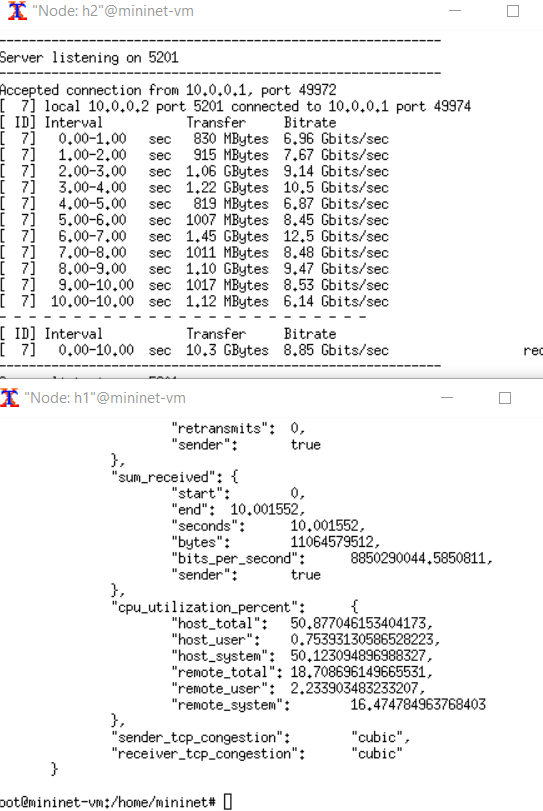 "Node: h2"@mininet-vm
Server listening on 5201
Accepted connection from 10.0.0.1, port 49972
[  7] local 10.0.0.2 port 5201 connected to 10.0.0.1 port 49974
[ ID] Interval           Transfer     Bitrate
[  7]   0.00-1.00   sec   830 MBytes  6.96 Gbits/sec
[  7]   1.00-2.00   sec   915 MBytes  7.67 Gbits/sec
[  7]   2.00-3.00   sec  1.06 GBytes  9.14 Gbits/sec
[  7]   3.00-4.00   sec  1.22 GBytes  10.5 Gbits/sec
[  7]   4.00-5.00   sec   819 MBytes  6.87 Gbits/sec
[  7]   5.00-6.00   sec  1007 MBytes  8.45 Gbits/sec
[  7]   6.00-7.00   sec  1.45 GBytes  12.5 Gbits/sec
[  7]   7.00-8.00   sec  1011 MBytes  8.48 Gbits/sec
[  7]   8.00-9.00   sec  1.10 GBytes  9.47 Gbits/sec
[  7]   9.00-10.00  sec  1017 MBytes  8.53 Gbits/sec
[  7]  10.00-10.00  sec  1.12 MBytes  6.14 Gbits/sec
- - - - - - - - - - - - - - - - - - - - - - - - -
[ ID] Interval           Transfer     Bitrate
[  7]   0.00-10.00  sec  10.3 GBytes  8.85 Gbits/sec                  rec
"Node: h1"@mininet-vm
"retransmits":  0,
"sender":       true
},
"sum_received": {
"start":        0,
"end":  10.001552,
"seconds":      10.001552,
"bytes":        11064579512,
"bits_per_second":      8850290044.5850811,
"sender":       true
},
"cpu_utilization_percent":      {
"host_total":   50.877046153404173,
"host_user":    0.75393130586528223,
"host_system":  50.123094896988327,
"remote_total": 18.708696149665531,
"remote_user":  2.233903483233207,
"remote_system":        16.474784963768403
},
"sender_tcp_congestion":        "cubic",
"receiver_tcp_congestion":      "cubic"
}
oot@mininet-vm:/home/mininet#